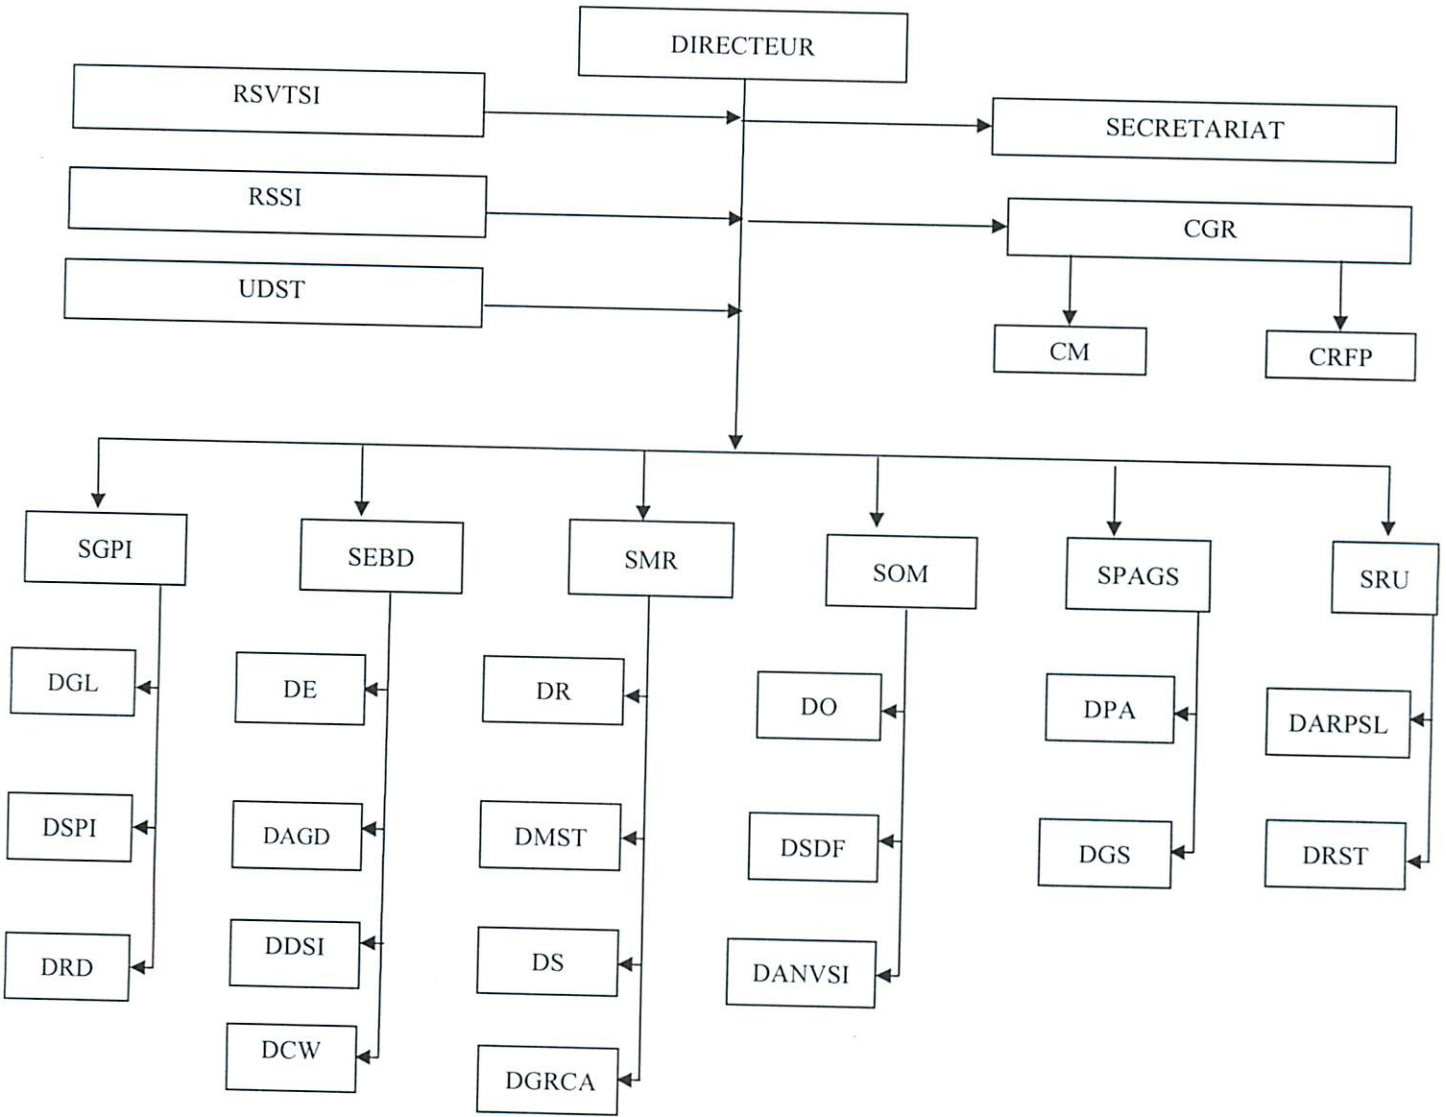 DIRECTEUR
RSVTSI
SECRETARIAT
RSSI
CGR
UDST
CM
CRFP
SGPI
SEBD
SMR
SOM
SPAGS
SRU
DGL
DE
DR
DO
DPA
DARPSL
DSPI
DAGD
DMST
DSDF
DGS
DRST
DRD
DDSI
DS
DANVSI
DCW
DGRCA